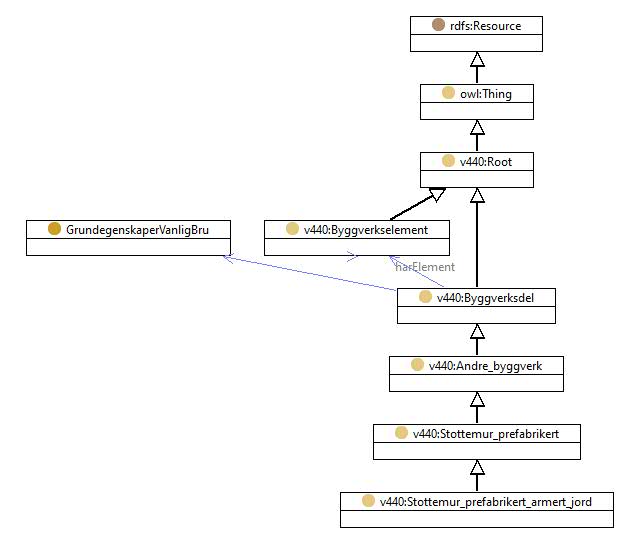 rdfs:Resource
owl:Thing
v440:Root
GrundegenskaperVanligBru
v440:Byggverkselement
harElement
v440:Byggverksdel
v440:Andre_byggverk
v440:Stottemur_prefabrikert
v440:Stottemur_prefabrikert_armert_jord